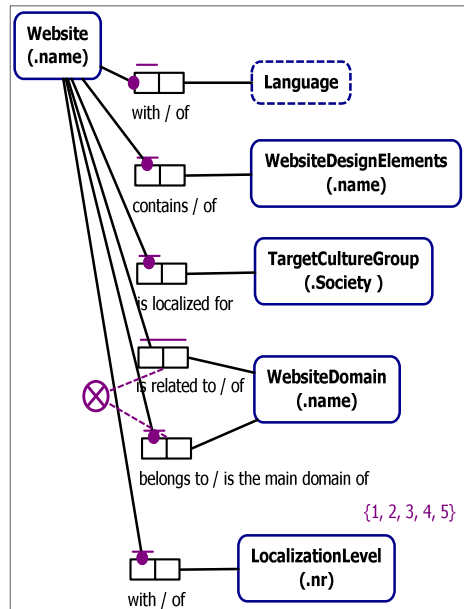 Website
(.name)
Language
with / of
WebsiteDesignElements
(.name)
contains / of
TargetCultureGroup
(.Society )
is localized for
is related to / of
WebsiteDomain
(.name)
belongs to / is the main domain of
{1, 2, 3, 4, 5}
LocalizationLevel
(.nr)
with / of